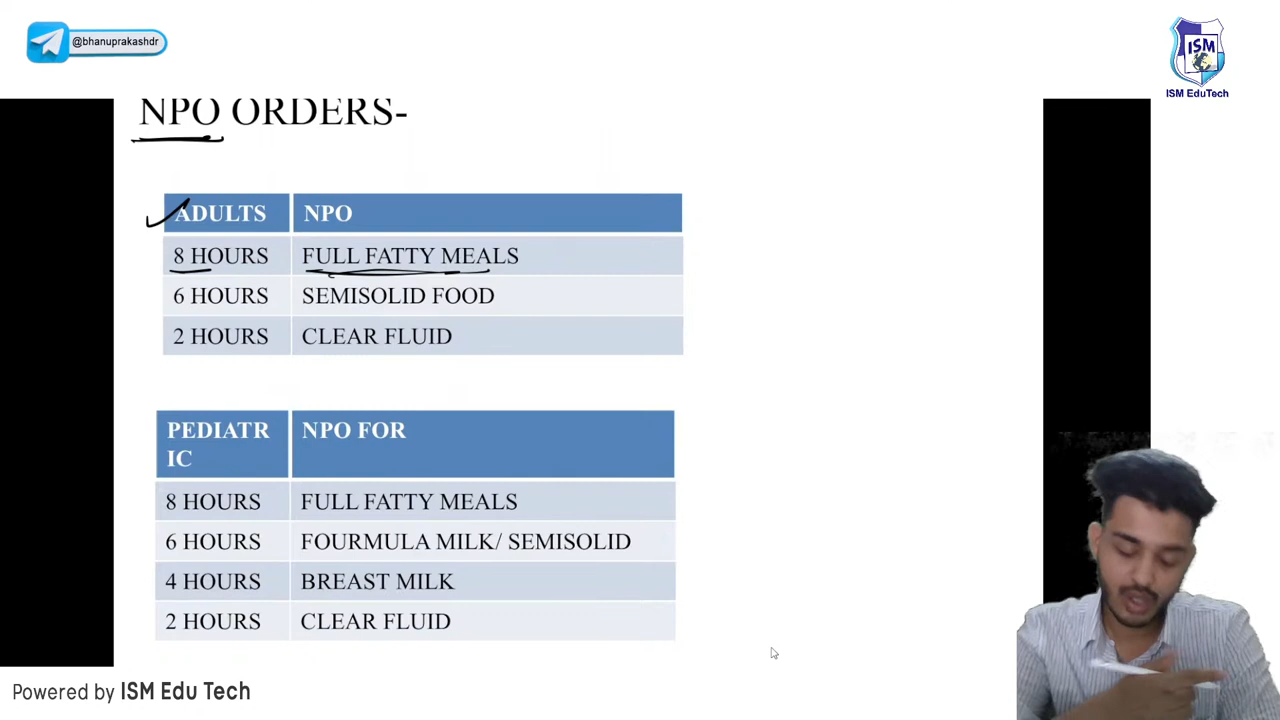 @bhanuprakashdr
ISM
ISM EduTech
NPO ORDERS-
ADULTS NPO
8 HOURS FULL FATTY MEALS
6 HOURS SEMISOLID FOOD
2 HOURS CLEAR FLUID
PEDIATR
IC NPO FOR
8 HOURS FULL FATTY MEALS
6 HOURS FOURMULA MILK/ SEMISOLID
4 HOURS BREAST MILK
2 HOURS CLEAR FLUID
Powered by ISM Edu Tech